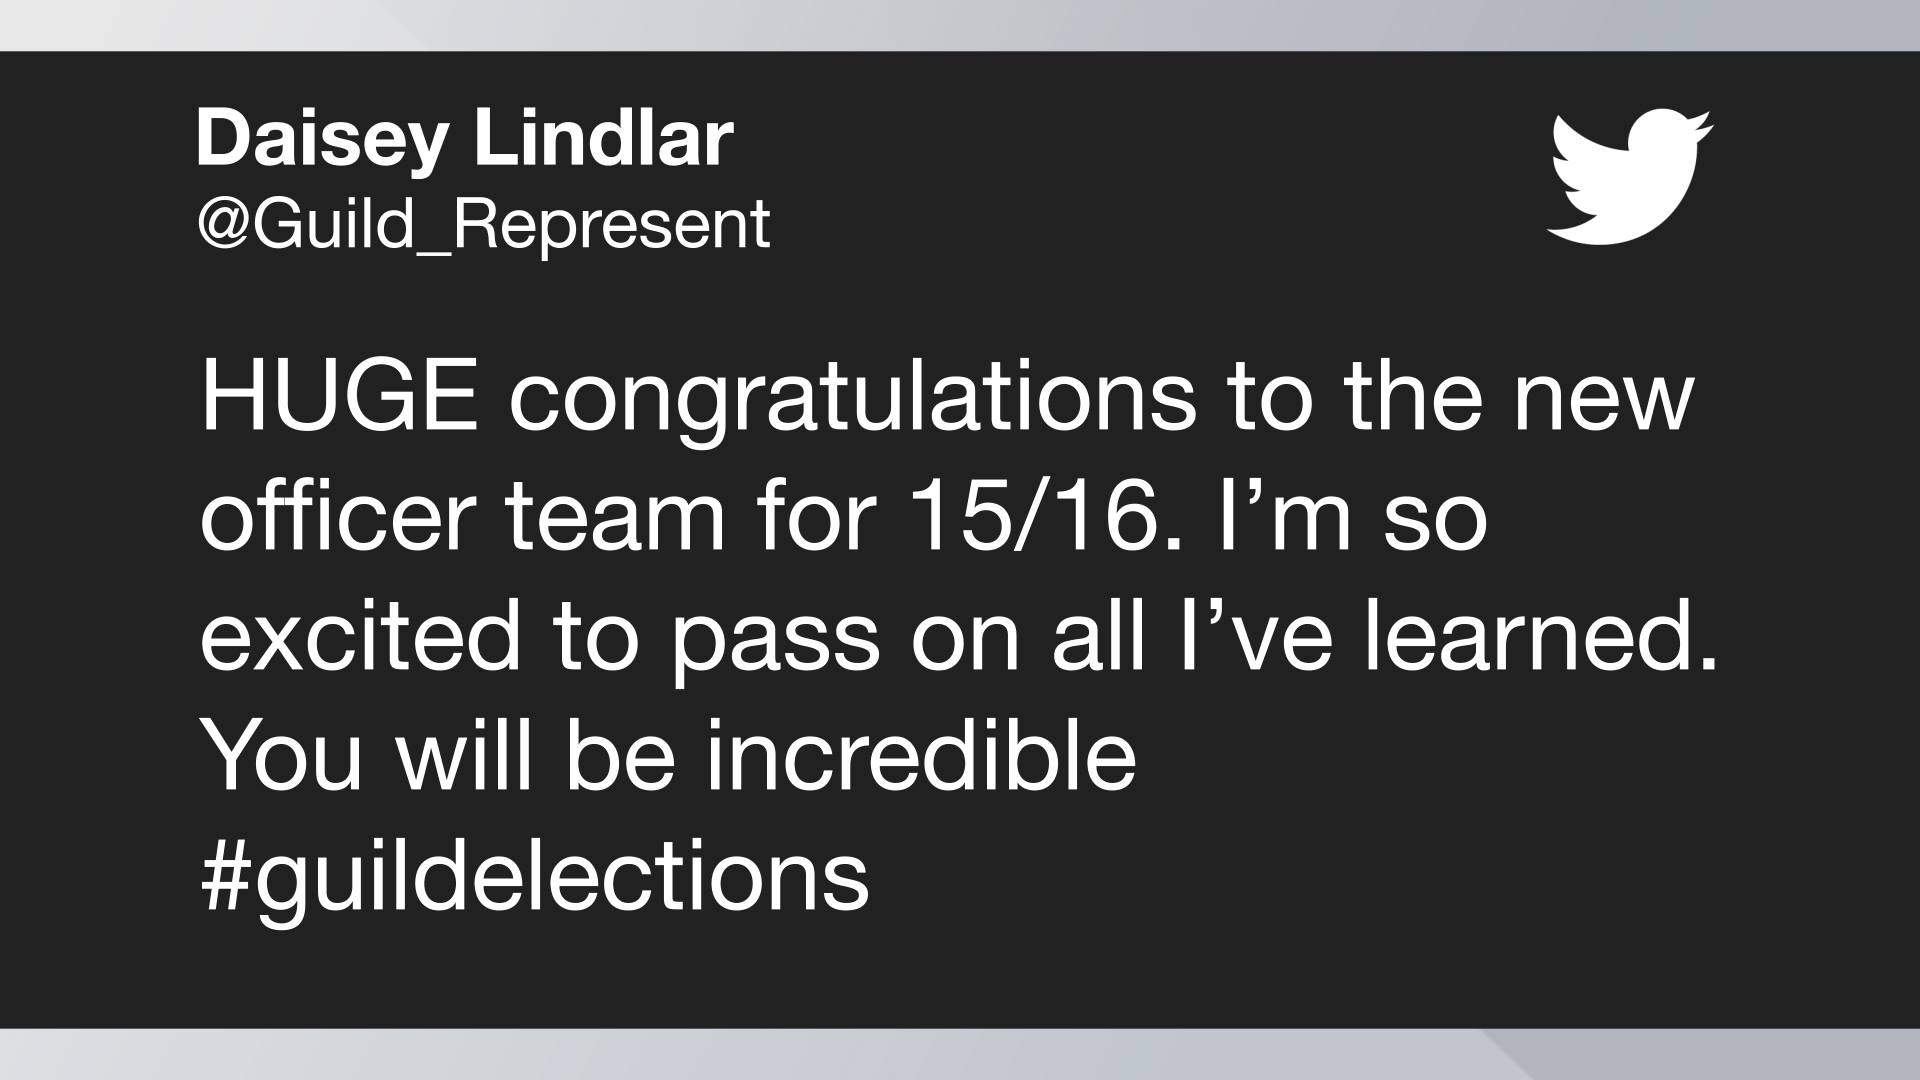 Daisey Lindlar
@Guild_Represent
HUGE congratulations to the new
officer team for 15/16. I’m so
excited to pass on all I’ve learned.
You will be incredible
#guildelections